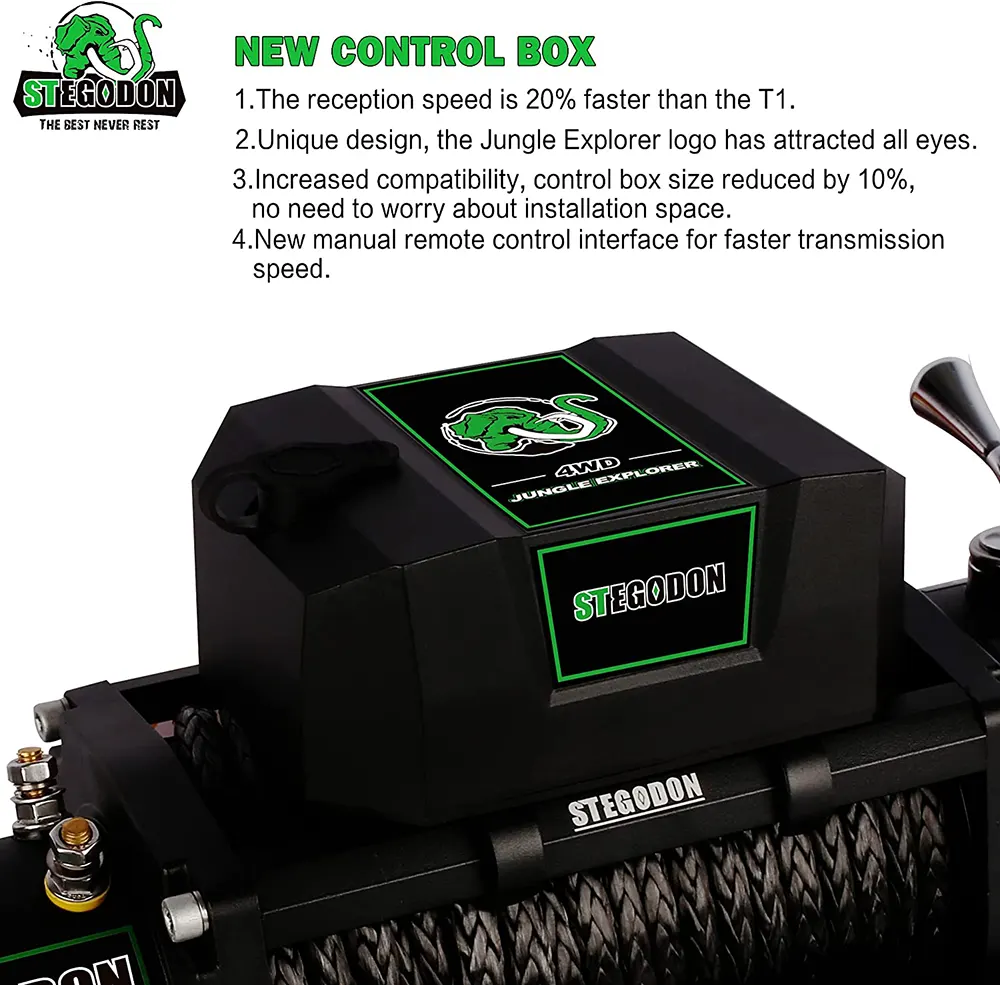 STEGODON
THE BEST NEVER REST
NEW CONTROL BOX
1.The reception speed is 20% faster than the T1.
2.Unique design, the Jungle Explorer logo has attracted all eyes.
3.Increased compatibility, control box size reduced by 10%,
no need to worry about installation space.
4.New manual remote control interface for faster transmission
speed.
4WD
JUNGLE EXPLORER
STEGODON
STEGODON
DON